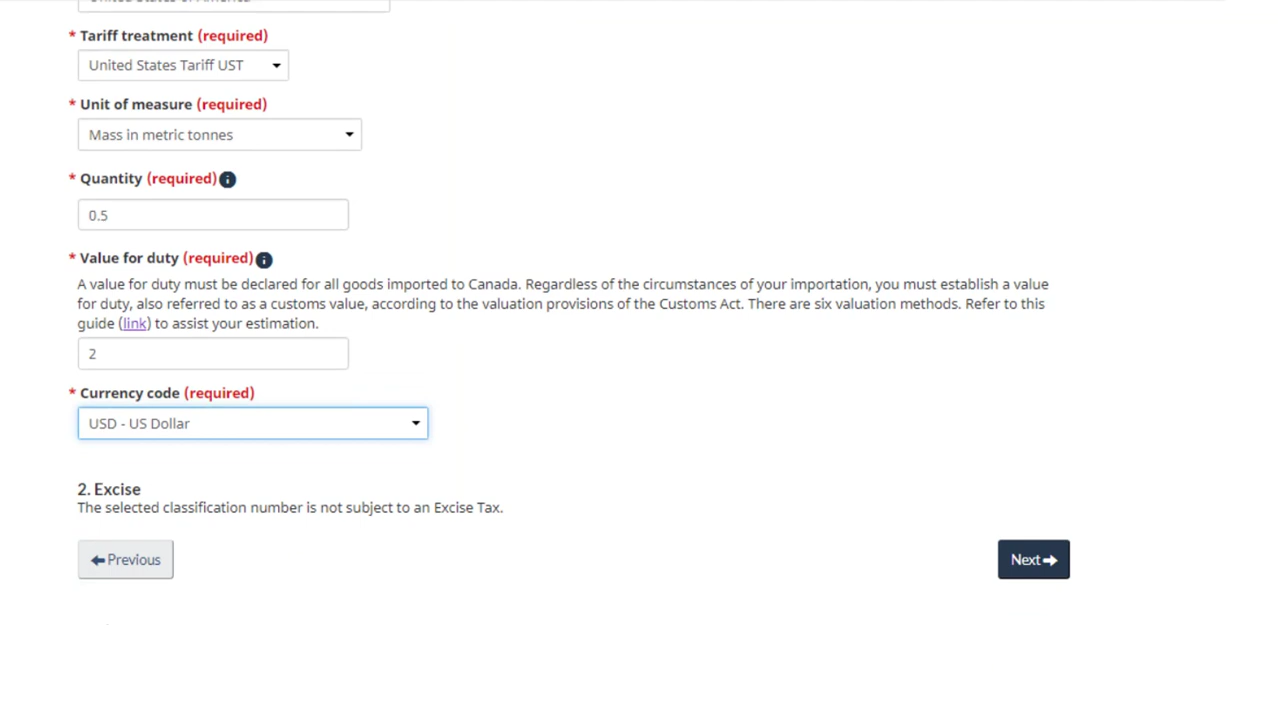 * Tariff treatment (required)
United States Tariff UST
* Unit of measure (required)
Mass in metric tonnes
* Quantity (required)
0.5
* Value for duty (required)
A value for duty must be declared for all goods imported to Canada. Regardless of the circumstances of your importation, you must establish a value
for duty, also referred to as a customs value, according to the valuation provisions of the Customs Act. There are six valuation methods. Refer to this
guide (link) to assist your estimation.
2
* Currency code (required)
USD - US Dollar
2. Excise
The selected classification number is not subject to an Excise Tax.
Previous
Next